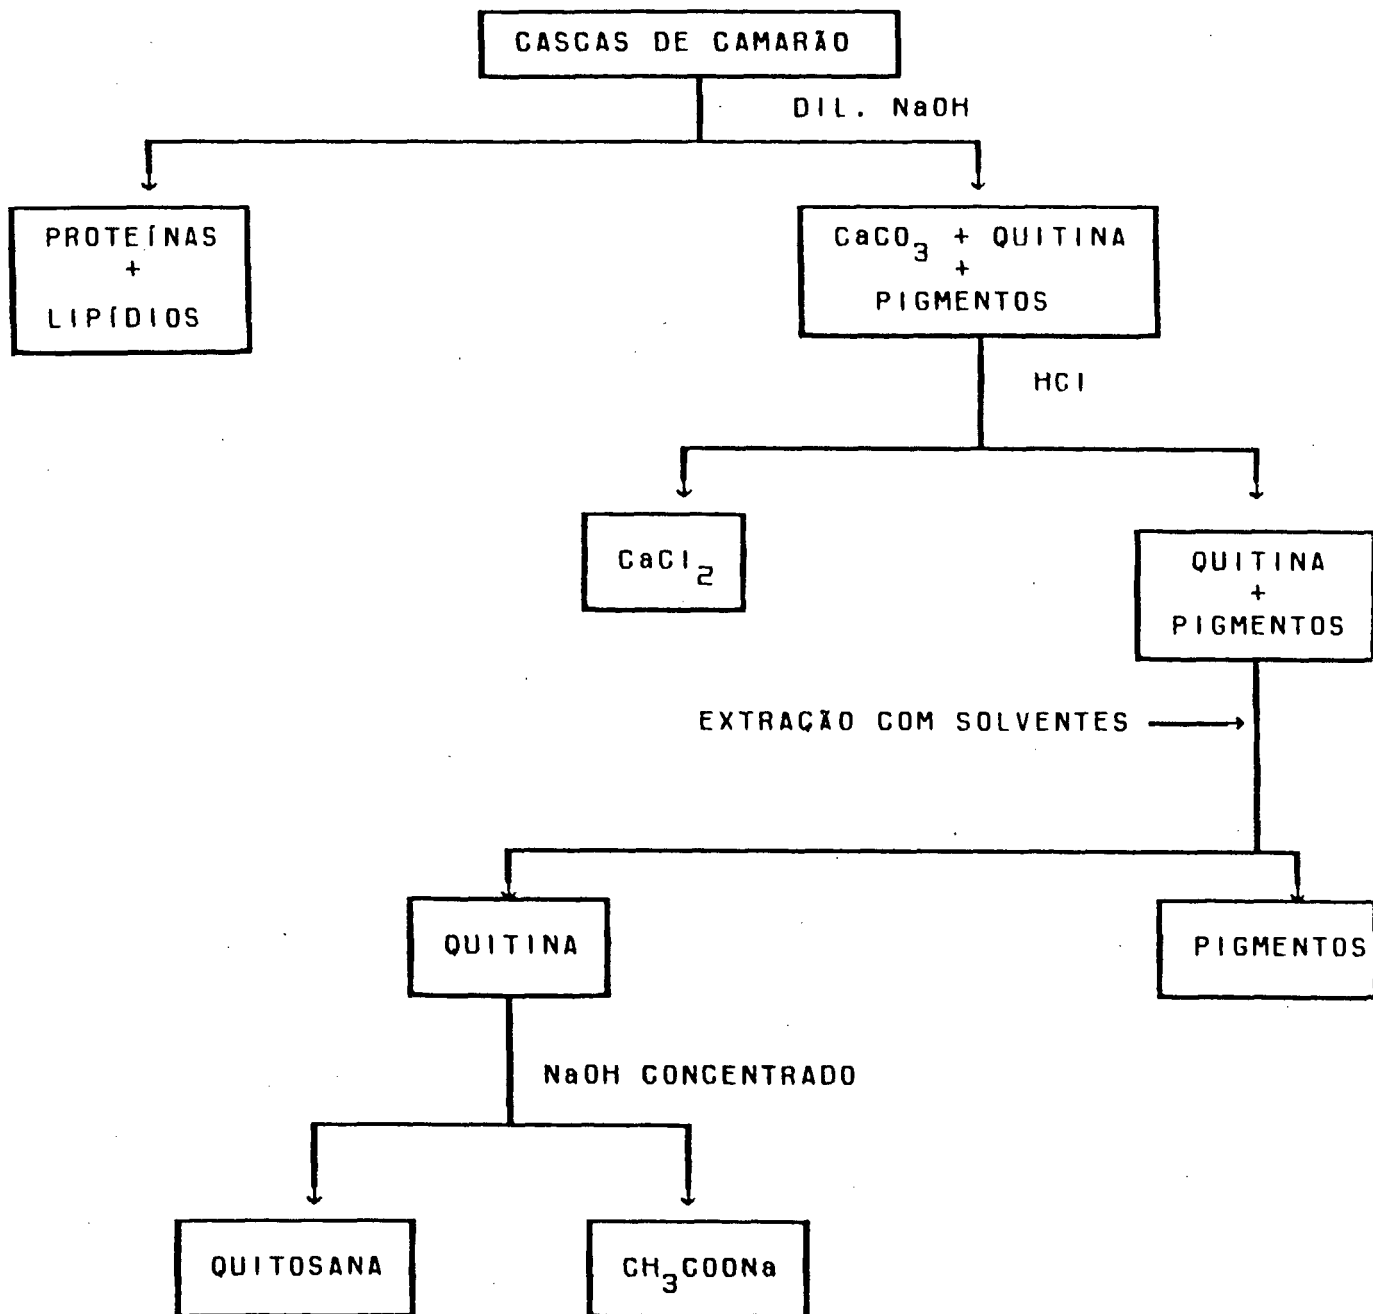 CASCAS DE CAMARÃO
DIL. NaOH
PROTEÍNAS
+
LIPÍDIOS
CaCO₃ + QUITINA
+
PIGMENTOS
HCl
CaCl₂
QUITINA
+
PIGMENTOS
EXTRAÇÃO COM SOLVENTES
QUITINA
PIGMENTOS
NaOH CONCENTRADO
QUITOSANA
CH₃COONa